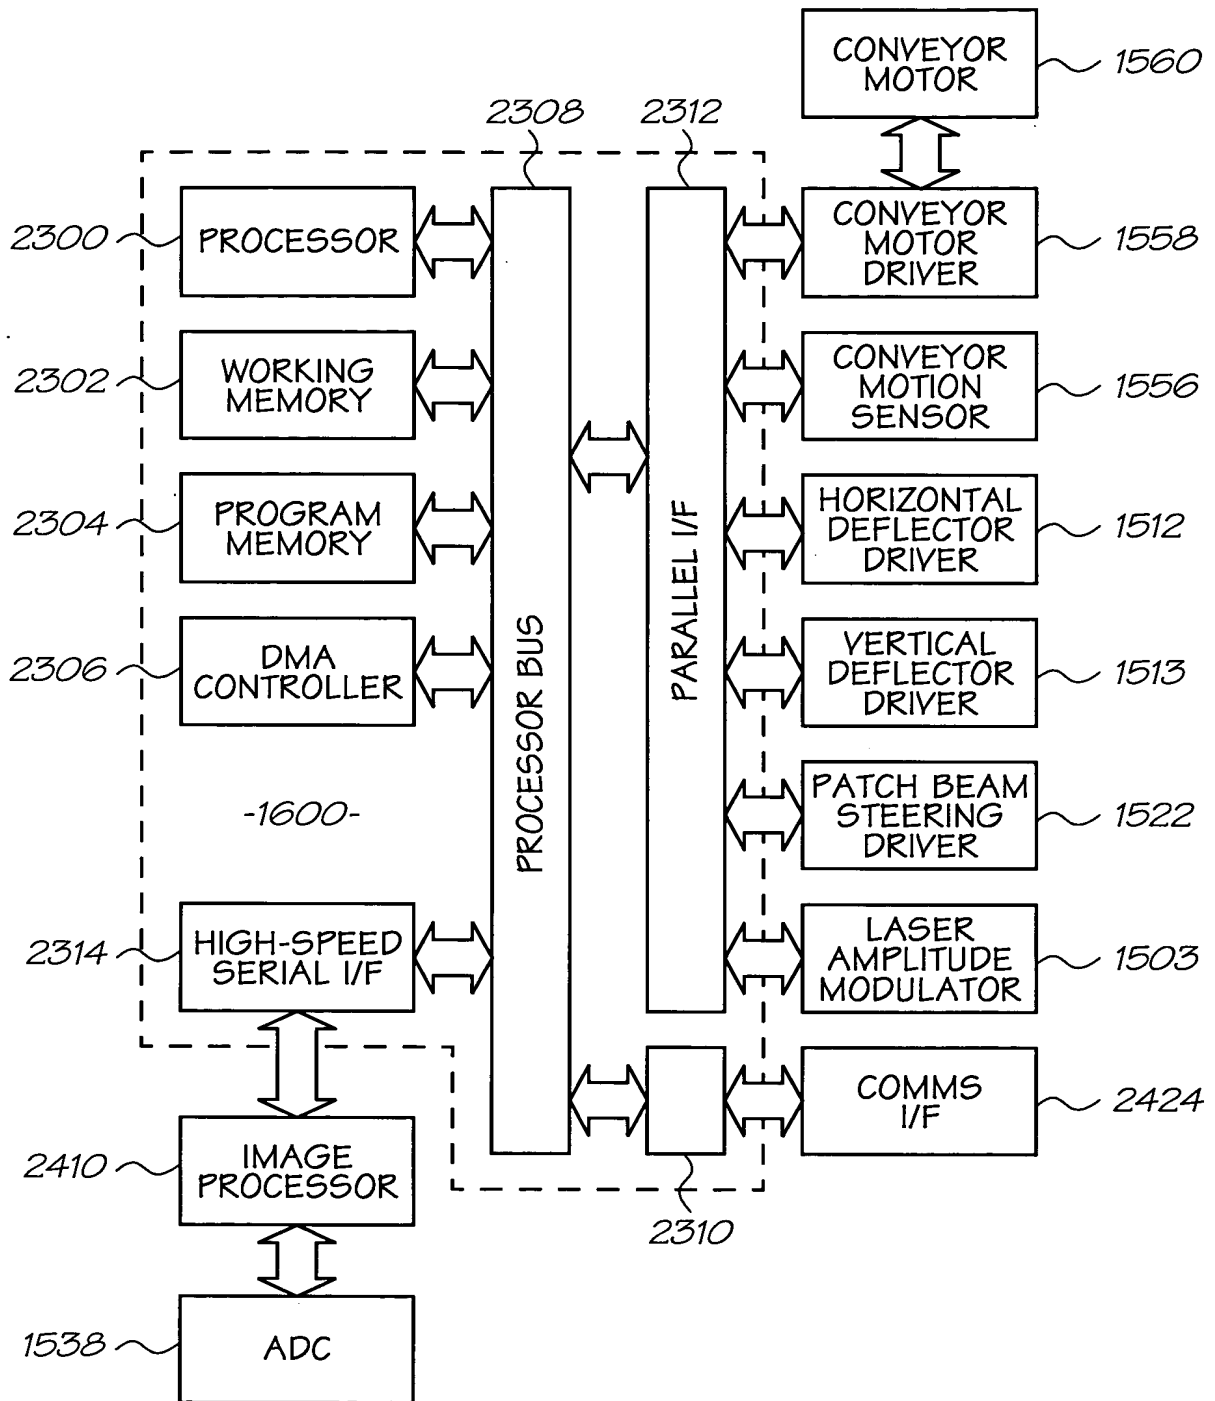 CONVEYOR
MOTOR
1560
2308
2312
2300
PROCESSOR
CONVEYOR
MOTOR
DRIVER
1558
2302
WORKING
MEMORY
CONVEYOR
MOTION
SENSOR
1556
2304
PROGRAM
MEMORY
HORIZONTAL
DEFLECTOR
DRIVER
1512
PROCESSOR BUS
PARALLEL I/F
2306
DMA
CONTROLLER
VERTICAL
DEFLECTOR
DRIVER
1513
-1600-
PATCH BEAM
STEERING
DRIVER
1522
2314
HIGH-SPEED
SERIAL I/F
LASER
AMPLITUDE
MODULATOR
1503
COMMS
I/F
2424
2410
IMAGE
PROCESSOR
2310
1538
ADC